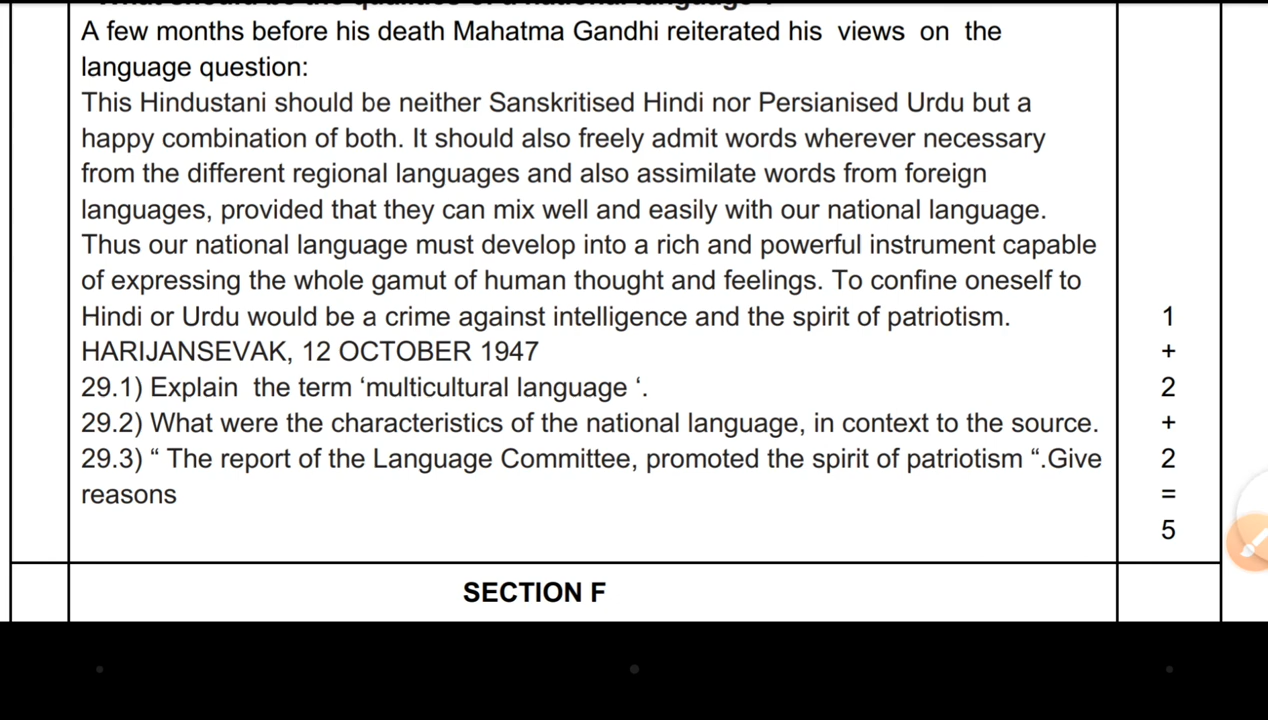 A few months before his death Mahatma Gandhi reiterated his views on the
language question:
This Hindustani should be neither Sanskritised Hindi nor Persianised Urdu but a
happy combination of both. It should also freely admit words wherever necessary
from the different regional languages and also assimilate words from foreign
languages, provided that they can mix well and easily with our national language.
Thus our national language must develop into a rich and powerful instrument capable
of expressing the whole gamut of human thought and feelings. To confine oneself to
Hindi or Urdu would be a crime against intelligence and the spirit of patriotism.
HARIJANSEVAK, 12 OCTOBER 1947
29.1) Explain the term ‘multicultural language ‘.
29.2) What were the characteristics of the national language, in context to the source.
29.3) “ The report of the Language Committee, promoted the spirit of patriotism “.Give
reasons
1
+
2
+
2
=
5
SECTION F